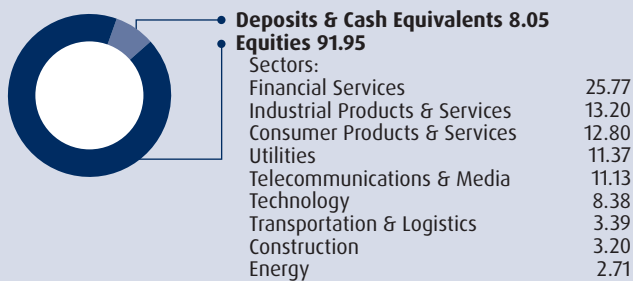 Deposits & Cash Equivalents 8.05
Equities 91.95
Sectors:
Financial Services 25.77
Industrial Products & Services 13.20
Consumer Products & Services 12.80
Utilities 11.37
Telecommunications & Media 11.13
Technology 8.38
Transportation & Logistics 3.39
Construction 3.20
Energy 2.71